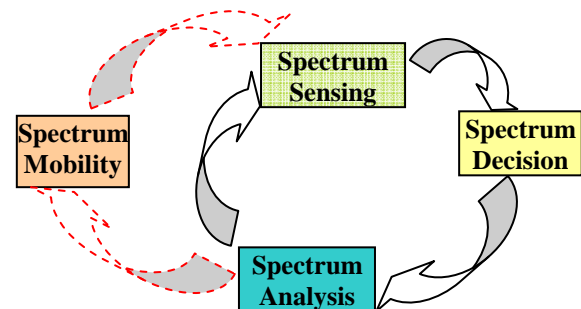 Spectrum
Sensing
Spectrum
Decision
Spectrum
Mobility
Spectrum
Analysis